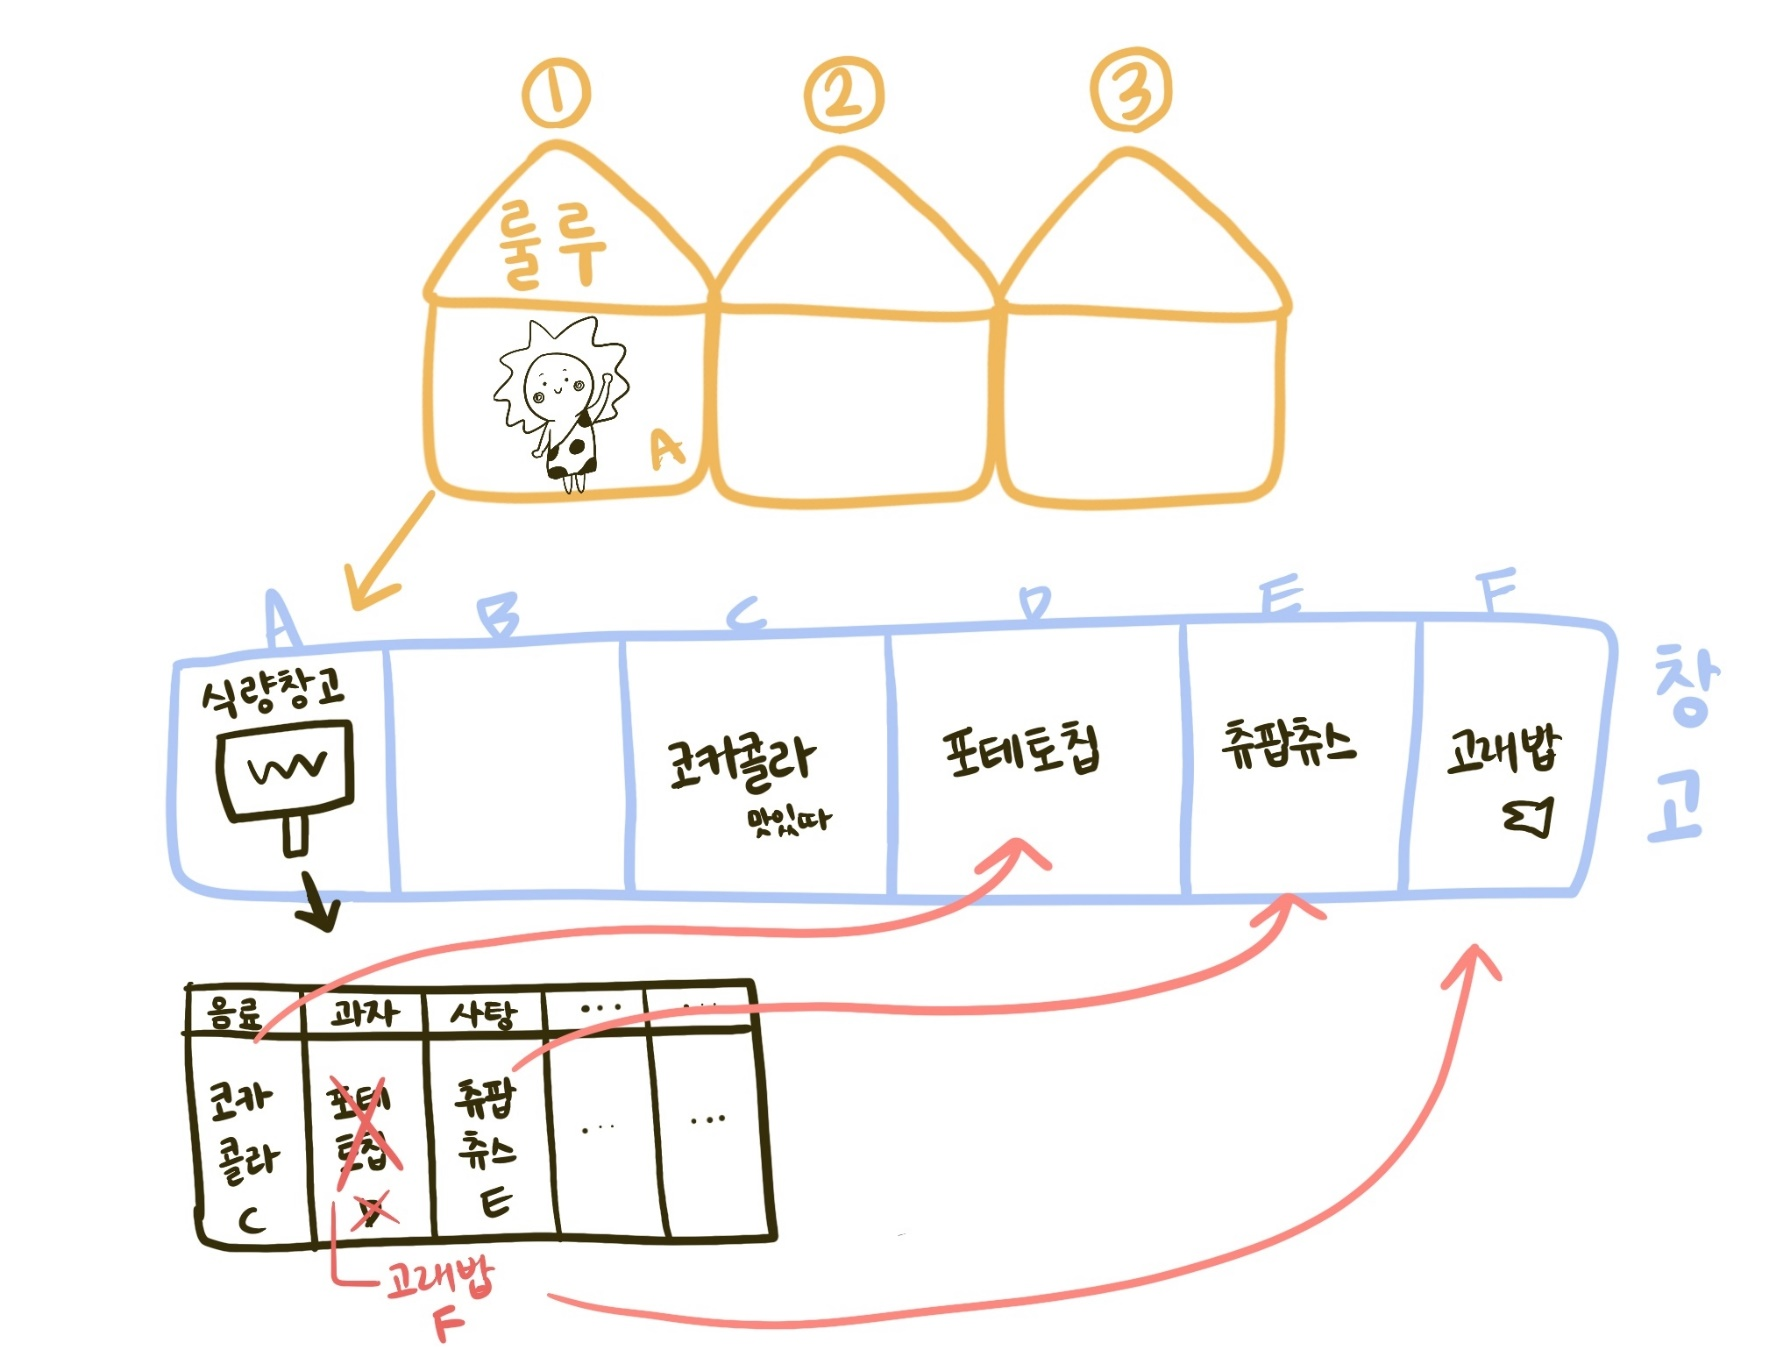 ① ② ③
룰루
A
A B C D E F
창고
식량창고
코카콜라
맛있따
포테토칩
츄팝츄스
고래밥
음료 과자 사탕 ... ...
코카
콜라
C
포테
토칩
D
츄팝
츄스
E
...
...
고래밥
F